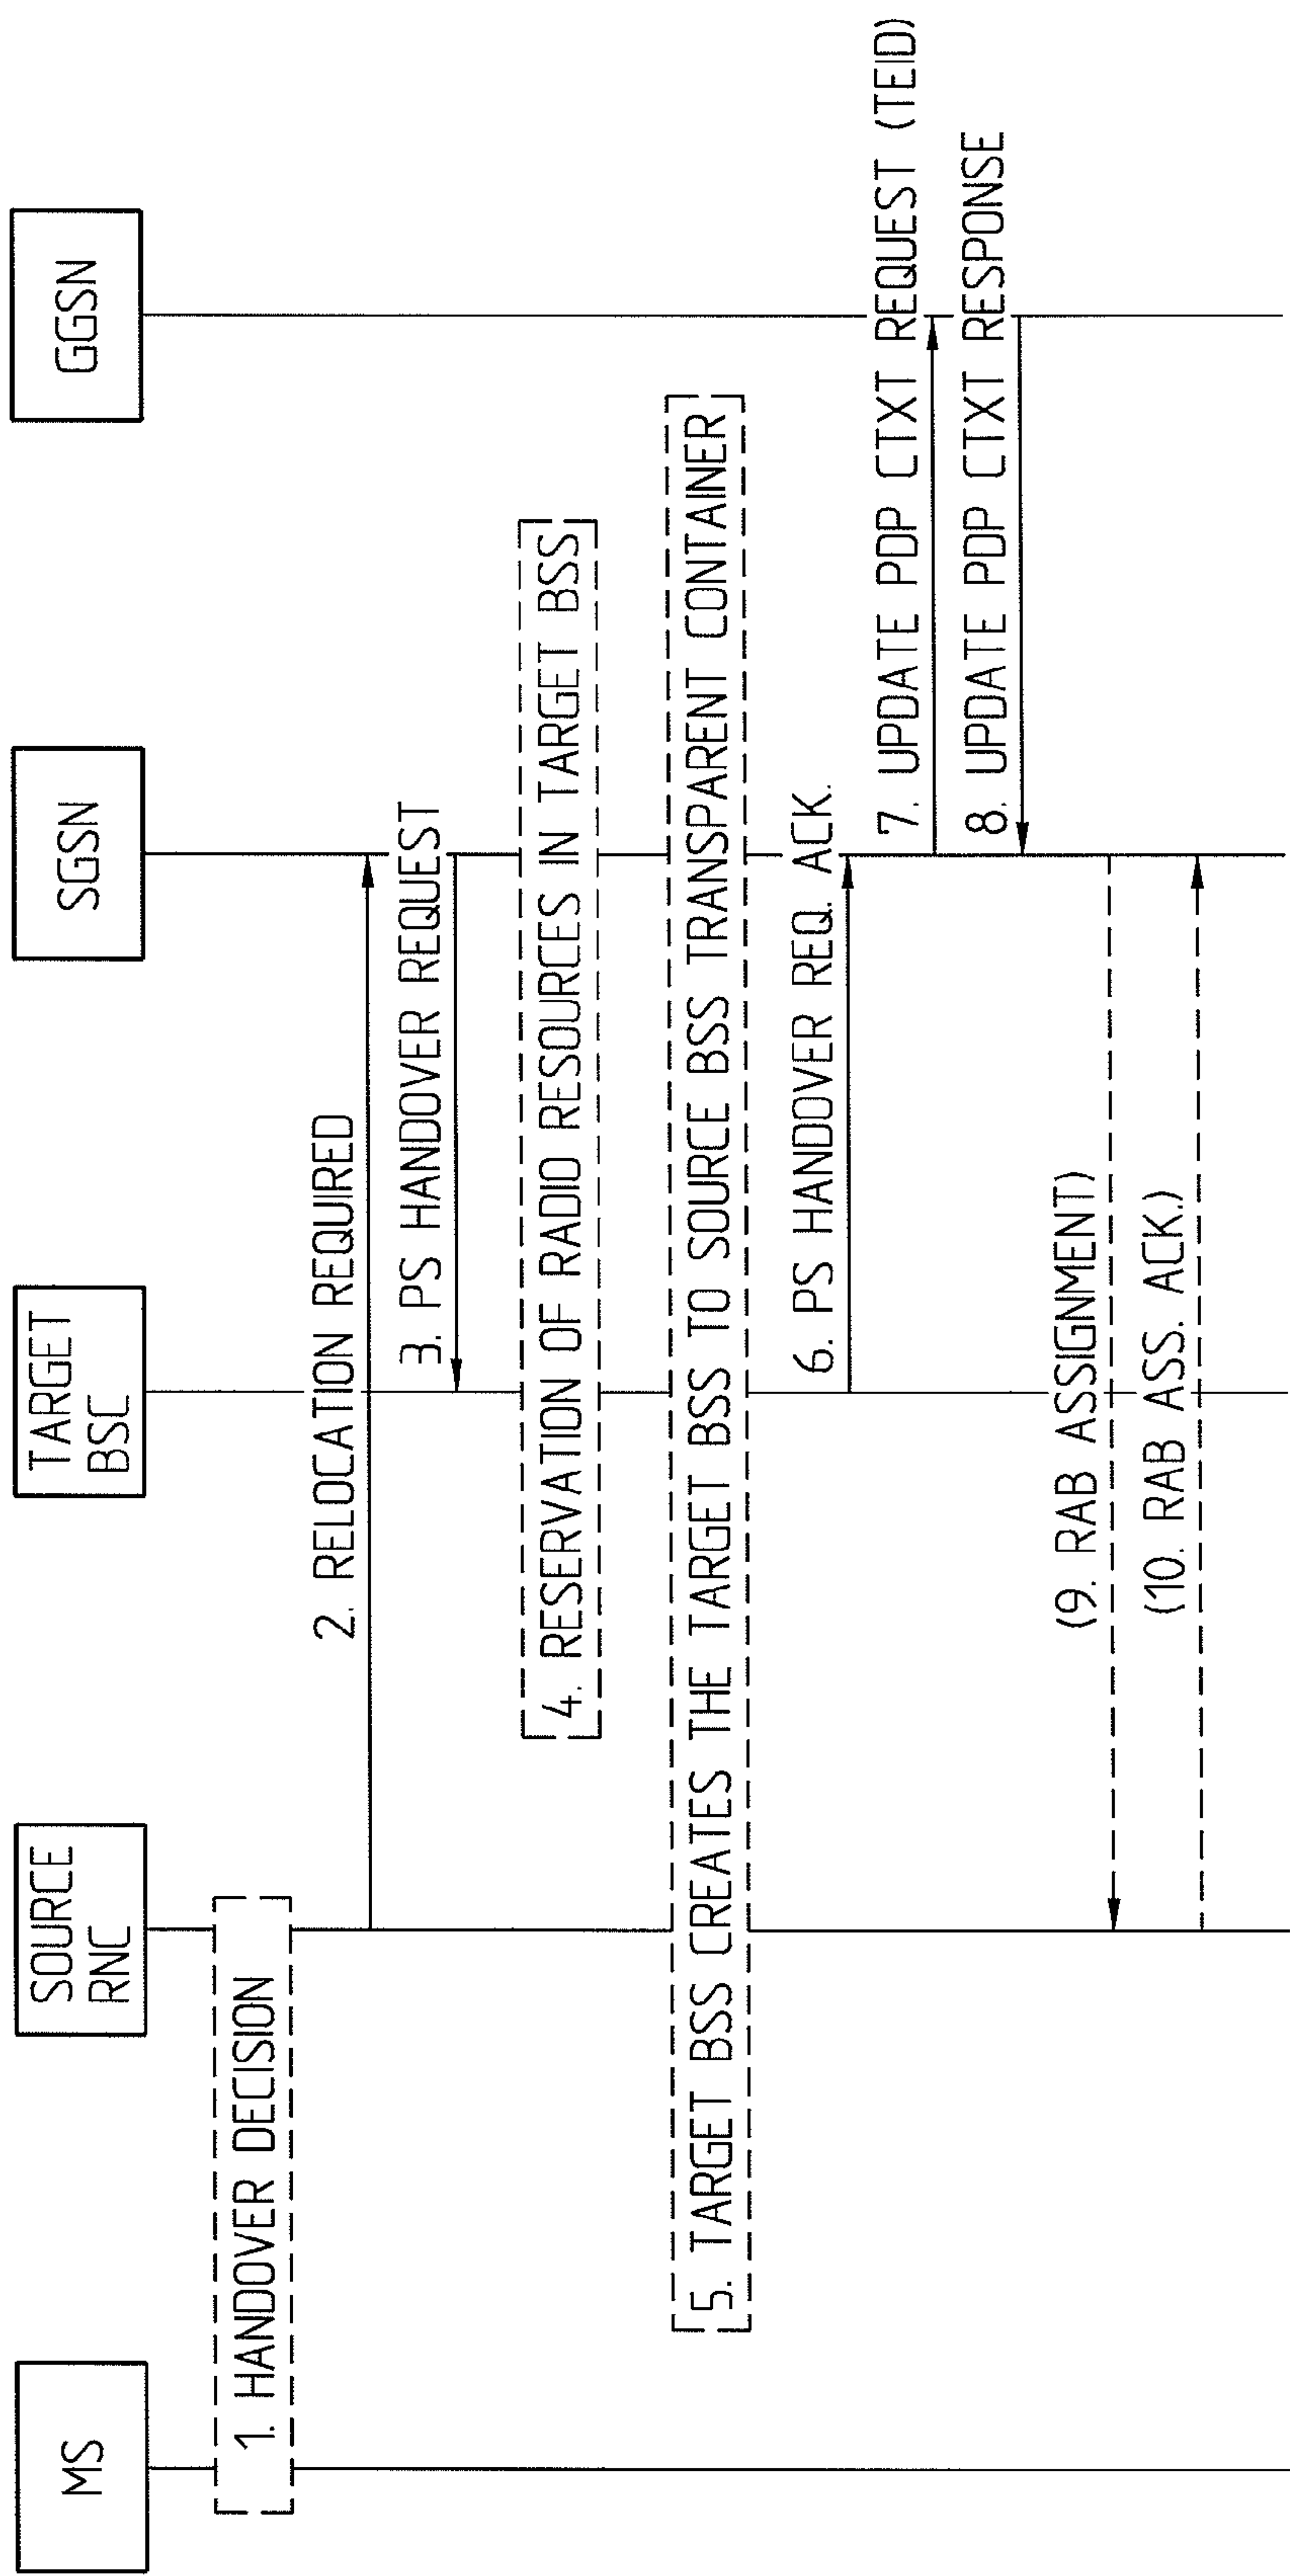 MS
SOURCE
RNC
TARGET
BSC
SGSN
GGSN
1. HANDOVER DECISION
2. RELOCATION REQUIRED
3. PS HANDOVER REQUEST
4. RESERVATION OF RADIO RESOURCES IN TARGET BSS
5. TARGET BSS CREATES THE TARGET BSS TO SOURCE BSS TRANSPARENT CONTAINER
6. PS HANDOVER REQ. ACK.
7. UPDATE PDP CTXT REQUEST (TEID)
8. UPDATE PDP CTXT RESPONSE
(9. RAB ASSIGNMENT)
(10. RAB ASS. ACK.)